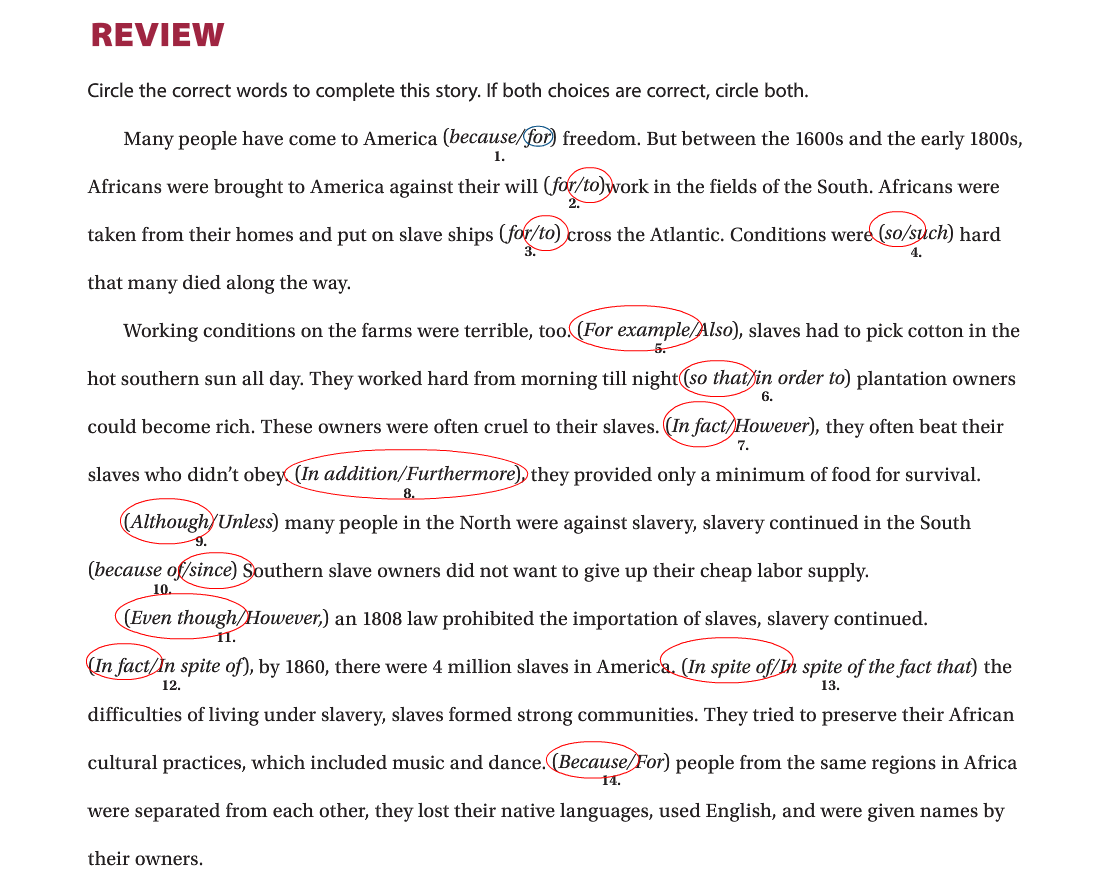 REVIEW
Circle the correct words to complete this story. If both choices are correct, circle both.
Many people have come to America (because/for) freedom. But between the 1600s and the early 1800s,
1.
Africans were brought to America against their will (for/to) work in the fields of the South. Africans were
2.
taken from their homes and put on slave ships (for/to) cross the Atlantic. Conditions were (so/such) hard
3. 4.
that many died along the way.
Working conditions on the farms were terrible, too. (For example/Also), slaves had to pick cotton in the
5.
hot southern sun all day. They worked hard from morning till night (so that/in order to) plantation owners
6.
could become rich. These owners were often cruel to their slaves. (In fact/However), they often beat their
7.
slaves who didn't obey. (In addition/Furthermore), they provided only a minimum of food for survival.
8.
(Although/Unless) many people in the North were against slavery, slavery continued in the South
9.
(because of/since) Southern slave owners did not want to give up their cheap labor supply.
10.
(Even though/However,) an 1808 law prohibited the importation of slaves, slavery continued.
11.
(In fact/In spite of), by 1860, there were 4 million slaves in America. (In spite of/In spite of the fact that) the
12. 13.
difficulties of living under slavery, slaves formed strong communities. They tried to preserve their African
cultural practices, which included music and dance. (Because/For) people from the same regions in Africa
14.
were separated from each other, they lost their native languages, used English, and were given names by
their owners.